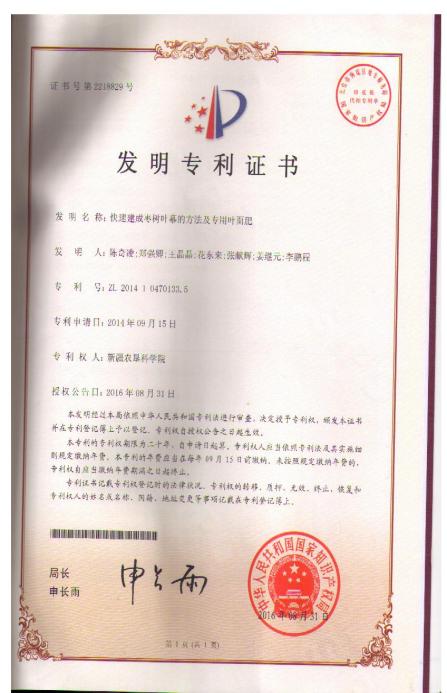 证书号第2218829号
发明专利证书
发明名称：快速建成枣树叶幕的方法及专用叶面肥
发明人：陈奇凌;郑强卿;王晶晶;花东来;张献辉;姜继元;李鹏程
专利号：ZL 2014 1 0470133.5
专利申请日：2014年09月15日
专利权人：新疆农垦科学院
授权公告日：2016年08月31日
本发明经过本局依照中华人民共和国专利法进行审查，决定授予专利权，颁发本证书
并在专利登记簿上予以登记。专利权自授权公告之日起生效。
本专利的专利权期限为二十年，自申请日起算。专利权人应当依照专利法及其实施细
则规定缴纳年费。本专利的年费应当在每年09月15日前缴纳。未按照规定缴纳年费的，
专利权自应当缴纳年费期满之日起终止。
专利证书记载专利权登记时的法律状况。专利权的转移、质押、无效、终止、恢复和
专利权人的姓名或名称、国籍、地址变更等事项记载在专利登记簿上。
局长
申长雨
申长雨
中华人民共和国国家知识产权局
2016年08月31日
第1页(共1页)